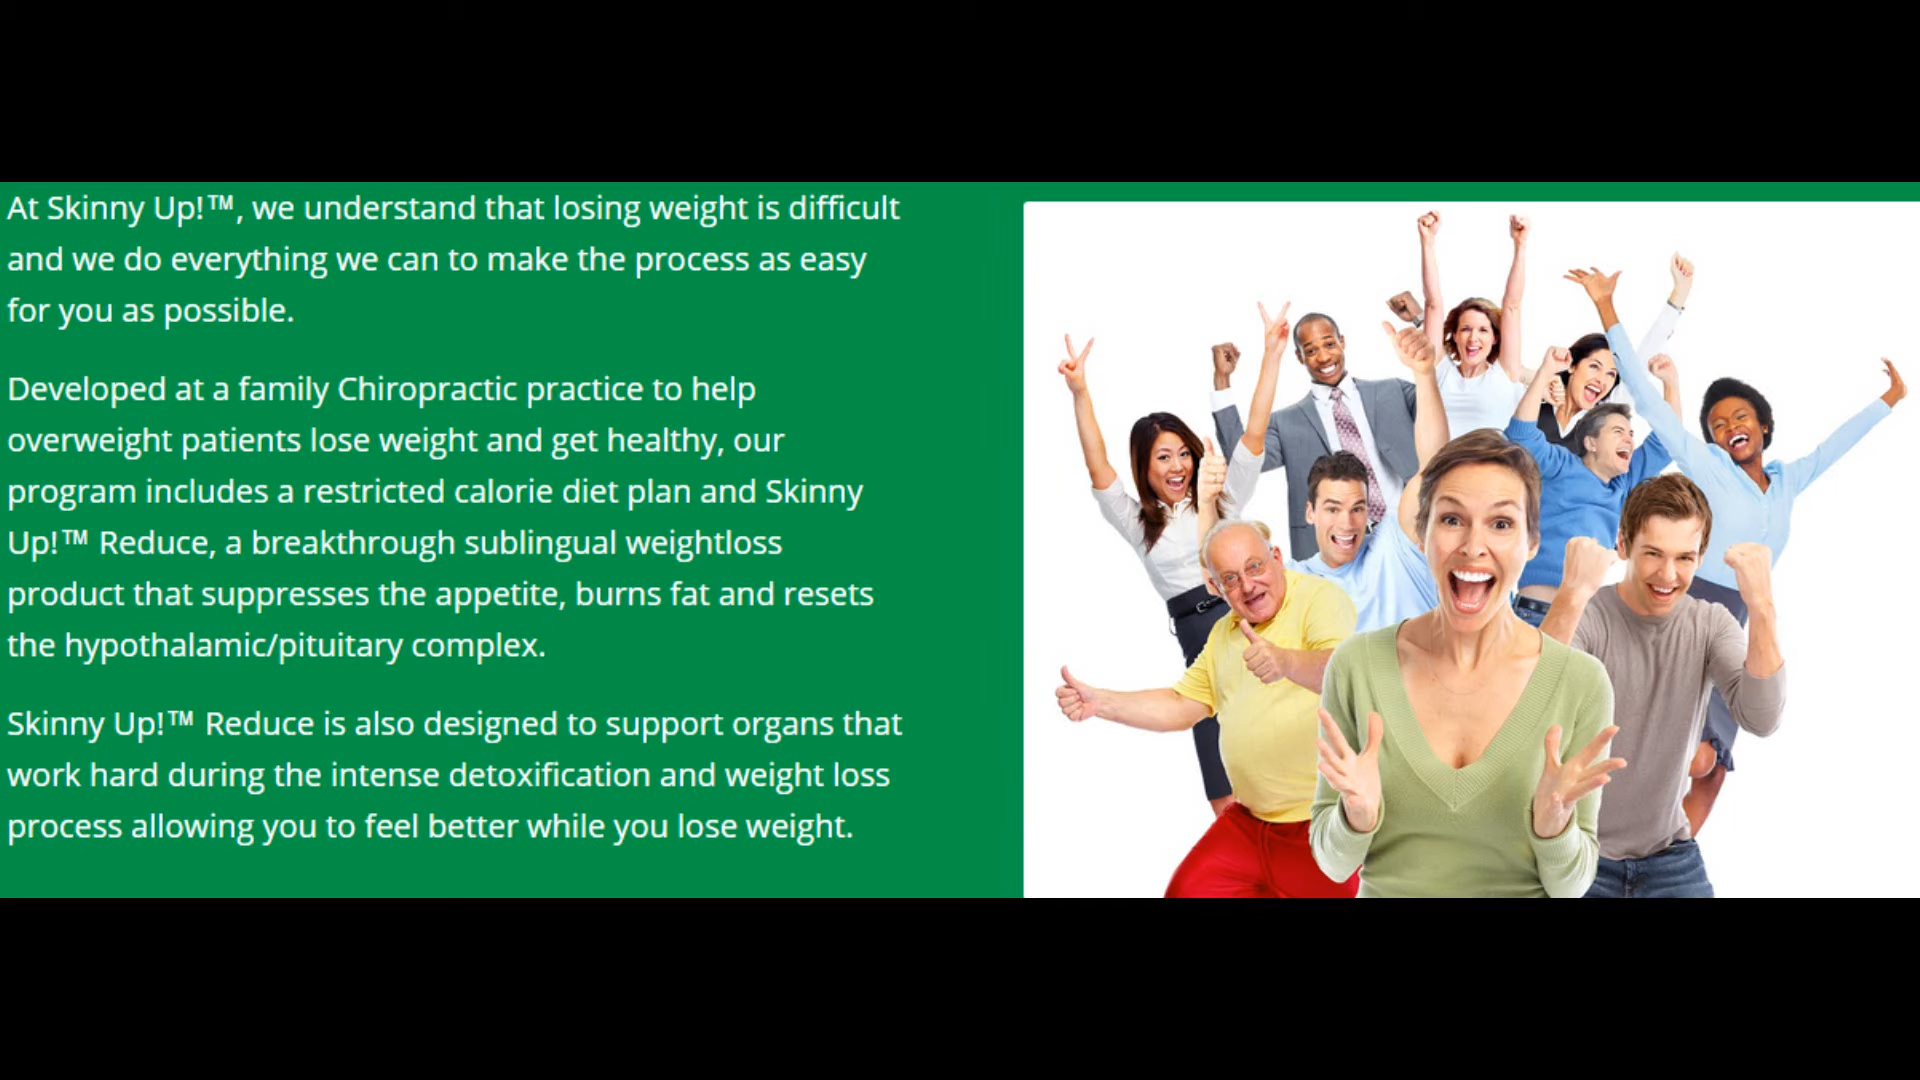 At Skinny Up!™, we understand that losing weight is difficult
and we do everything we can to make the process as easy
for you as possible.
Developed at a family Chiropractic practice to help
overweight patients lose weight and get healthy, our
program includes a restricted calorie diet plan and Skinny
Up!™ Reduce, a breakthrough sublingual weightloss
product that suppresses the appetite, burns fat and resets
the hypothalamic/pituitary complex.
Skinny Up!™ Reduce is also designed to support organs that
work hard during the intense detoxification and weight loss
process allowing you to feel better while you lose weight.